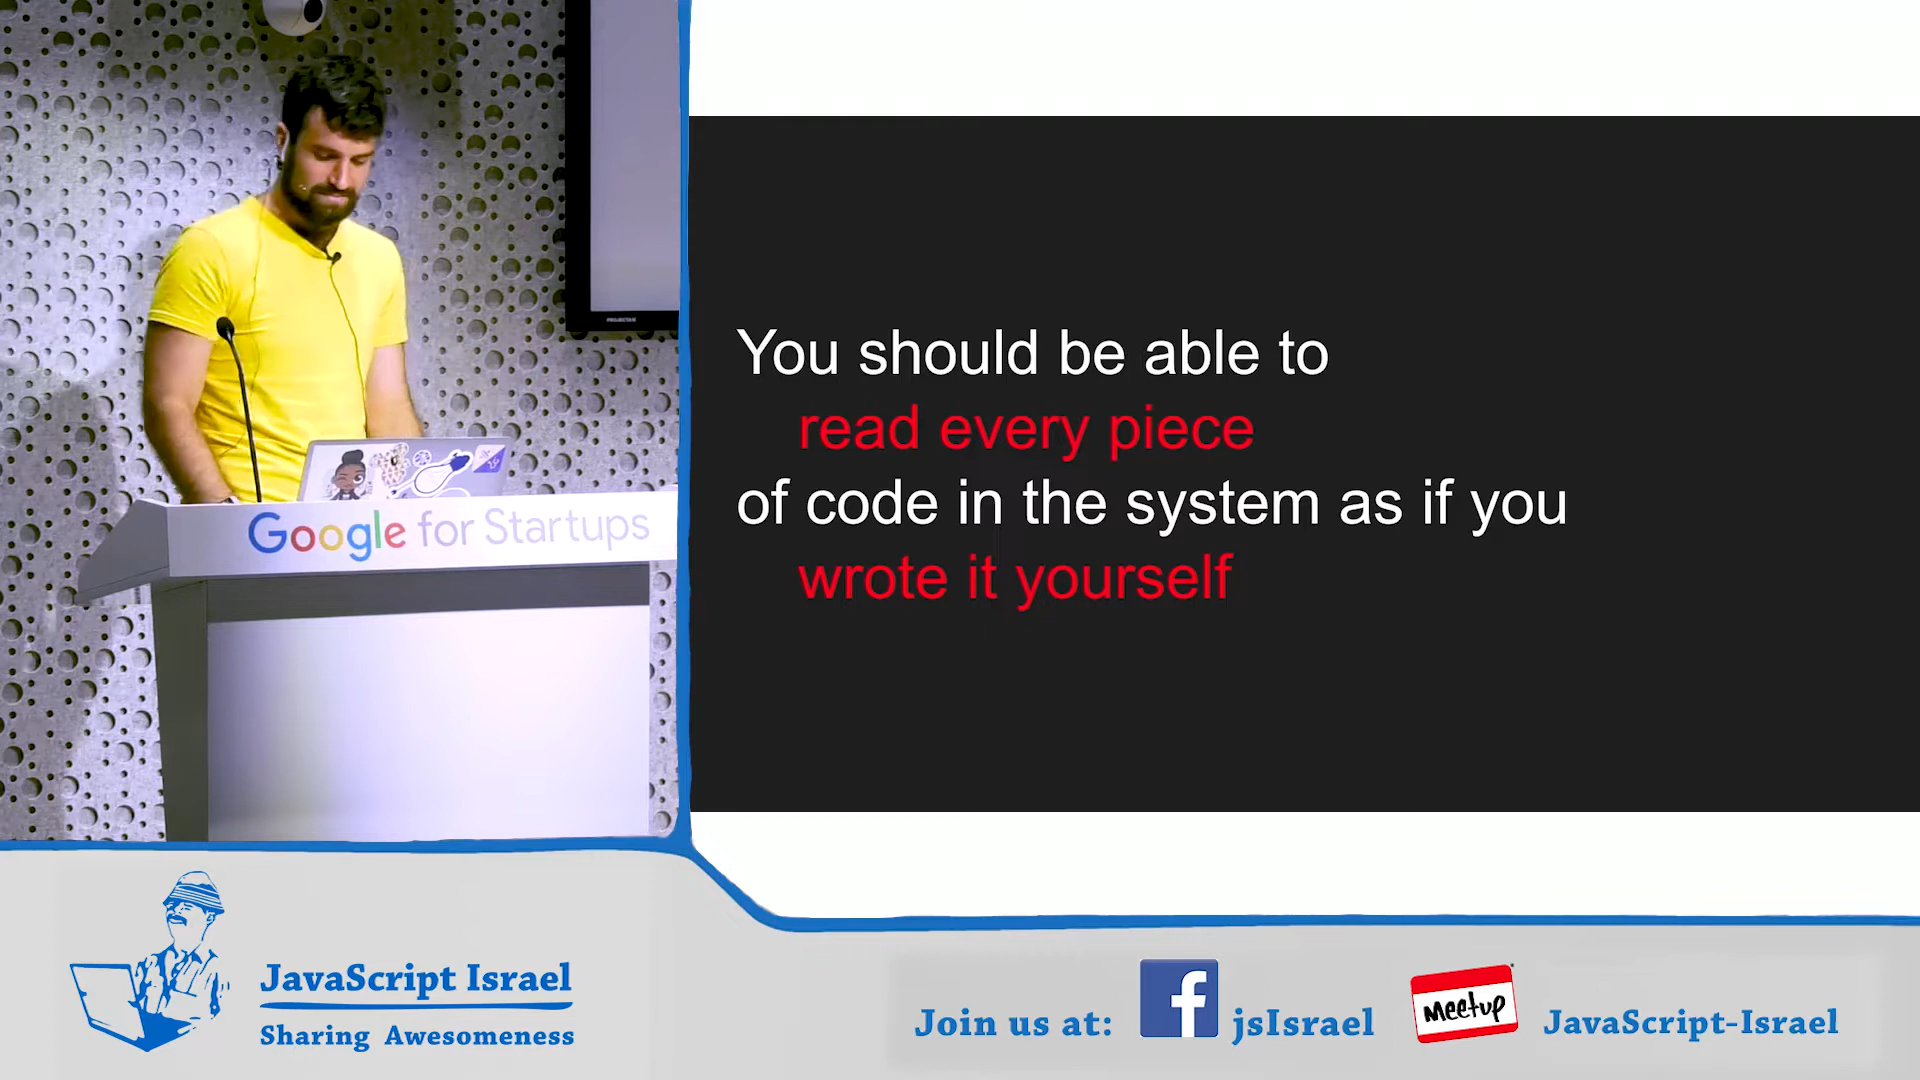 You should be able to
read every piece
of code in the system as if you
wrote it yourself
Google for Startups
JavaScript Israel
Sharing Awesomeness
Join us at:
jsIsrael
Meetup
JavaScript-Israel